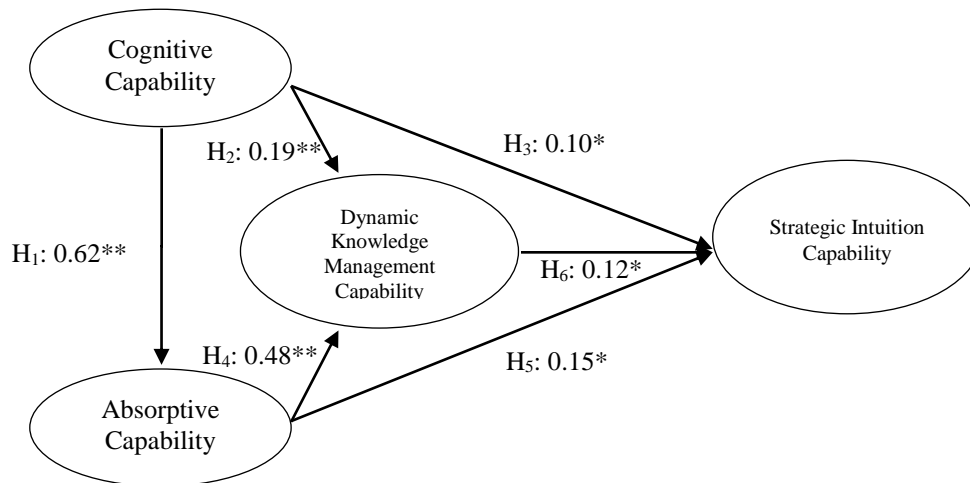 Cognitive
Capability
H₂: 0.19**
H₃: 0.10*
Dynamic
Knowledge
Management
Capability
Strategic Intuition
Capability
H₁: 0.62**
H₆: 0.12*
H₄: 0.48**
H₅: 0.15*
Absorptive
Capability